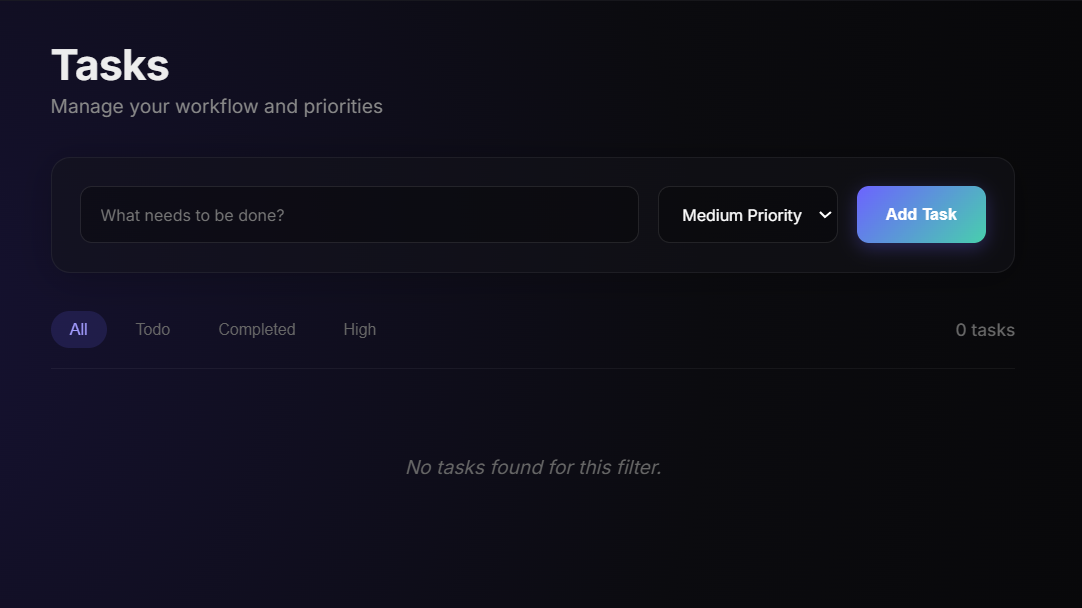 Tasks
Manage your workflow and priorities
What needs to be done?
Medium Priority
Add Task
All
Todo
Completed
High
0 tasks
No tasks found for this filter.